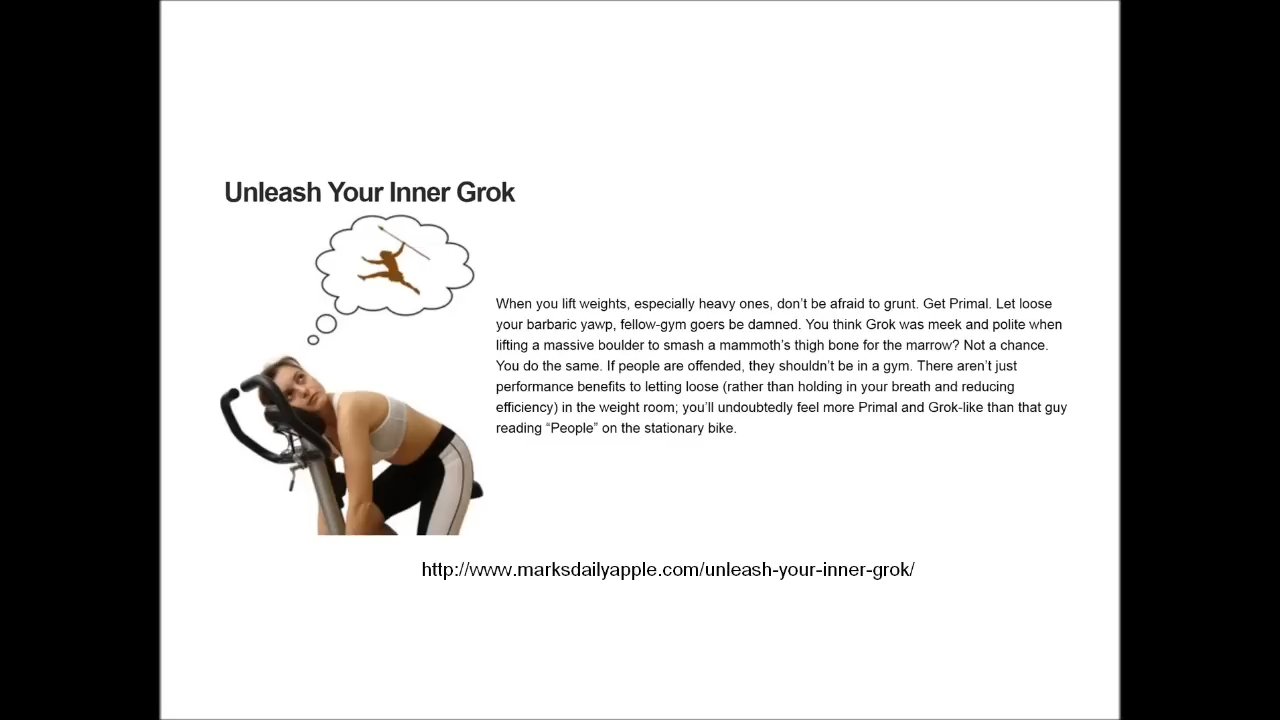 Unleash Your Inner Grok
When you lift weights, especially heavy ones, don’t be afraid to grunt. Get Primal. Let loose
your barbaric yawp, fellow-gym goers be damned. You think Grok was meek and polite when
lifting a massive boulder to smash a mammoth’s thigh bone for the marrow? Not a chance.
You do the same. If people are offended, they shouldn’t be in a gym. There aren’t just
performance benefits to letting loose (rather than holding in your breath and reducing
efficiency) in the weight room; you’ll undoubtedly feel more Primal and Grok-like than that guy
reading “People” on the stationary bike.
http://www.marksdailyapple.com/unleash-your-inner-grok/